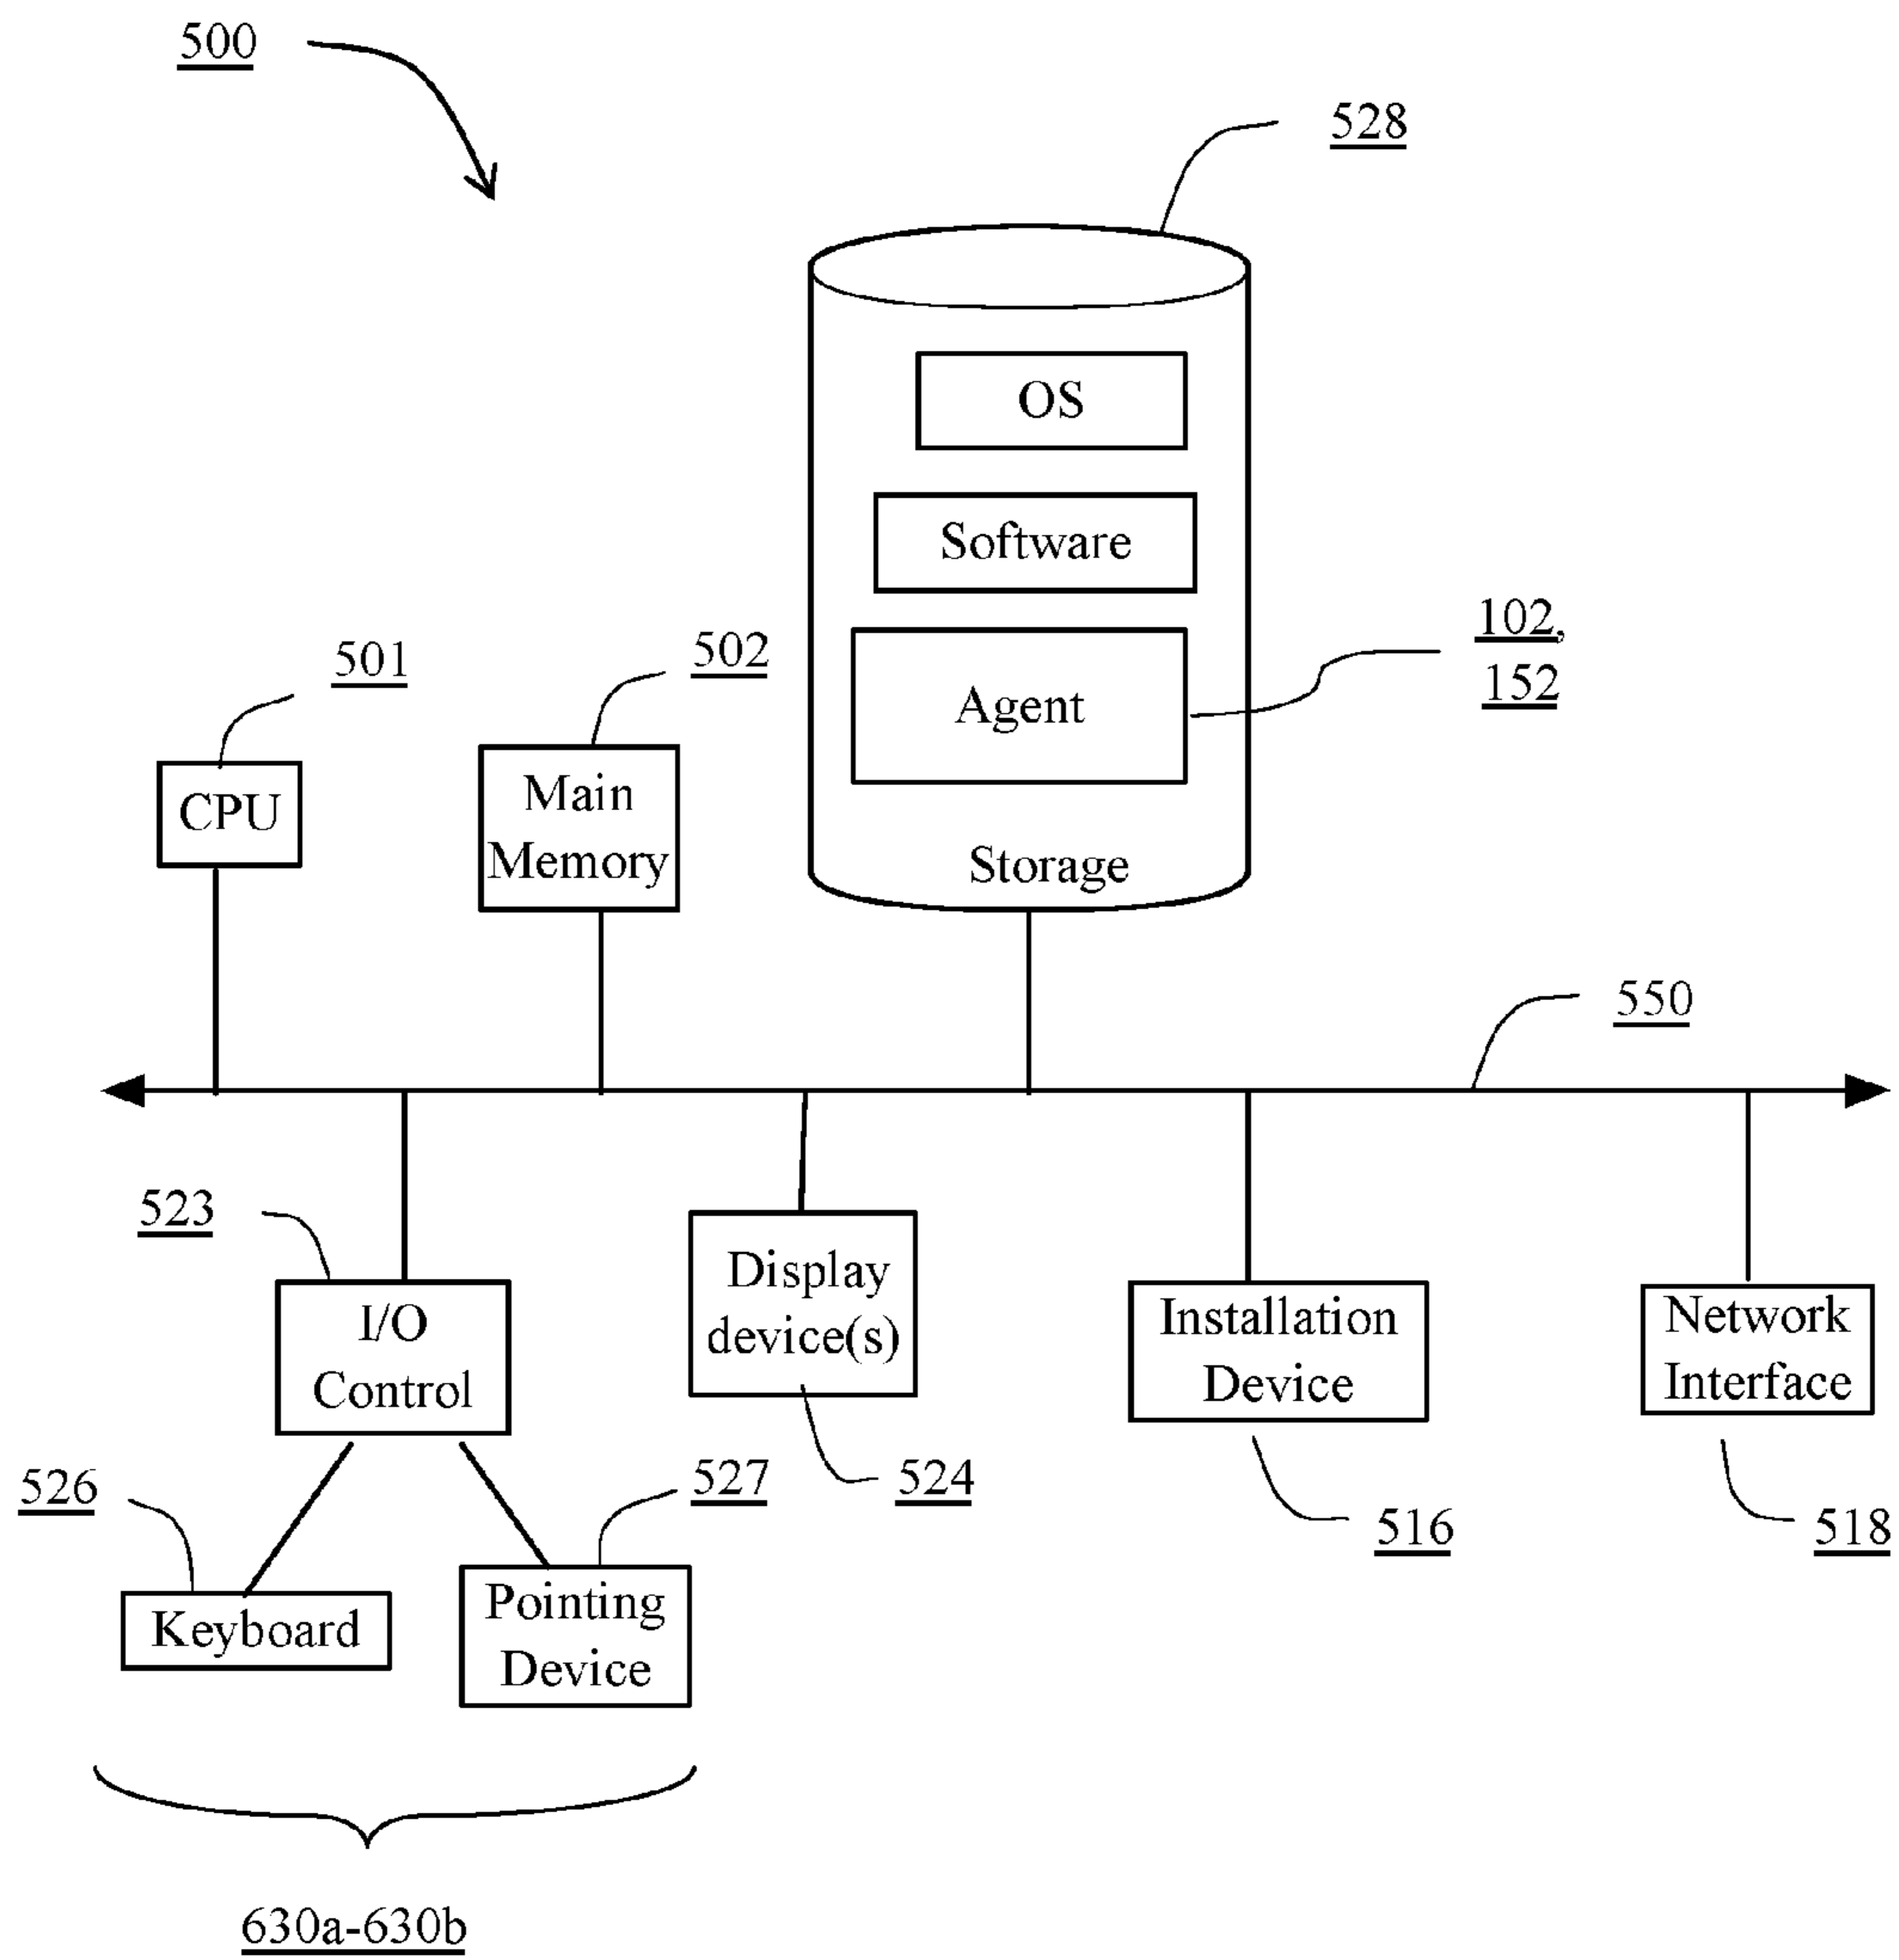 500
528
OS
Software
102,
152
501
502
Agent
CPU
Main
Memory
Storage
550
523
Display
device(s)
I/O
Control
Installation
Device
Network
Interface
526
527
524
516
518
Keyboard
Pointing
Device
630a-630b